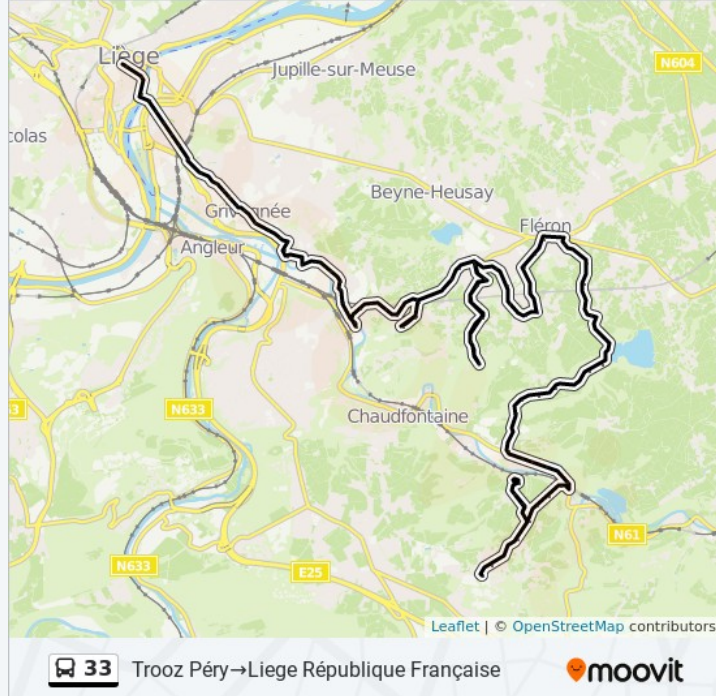 Liège
Jupille-sur-Meuse
N604
colas
Beyne-Heusay
Grivegnée
Fléron
Angleur
63
N633
Chaudfontaine
N61
N633
E25
Leaflet | © OpenStreetMap contributors
33 Trooz Péry→Liege République Française
moovit